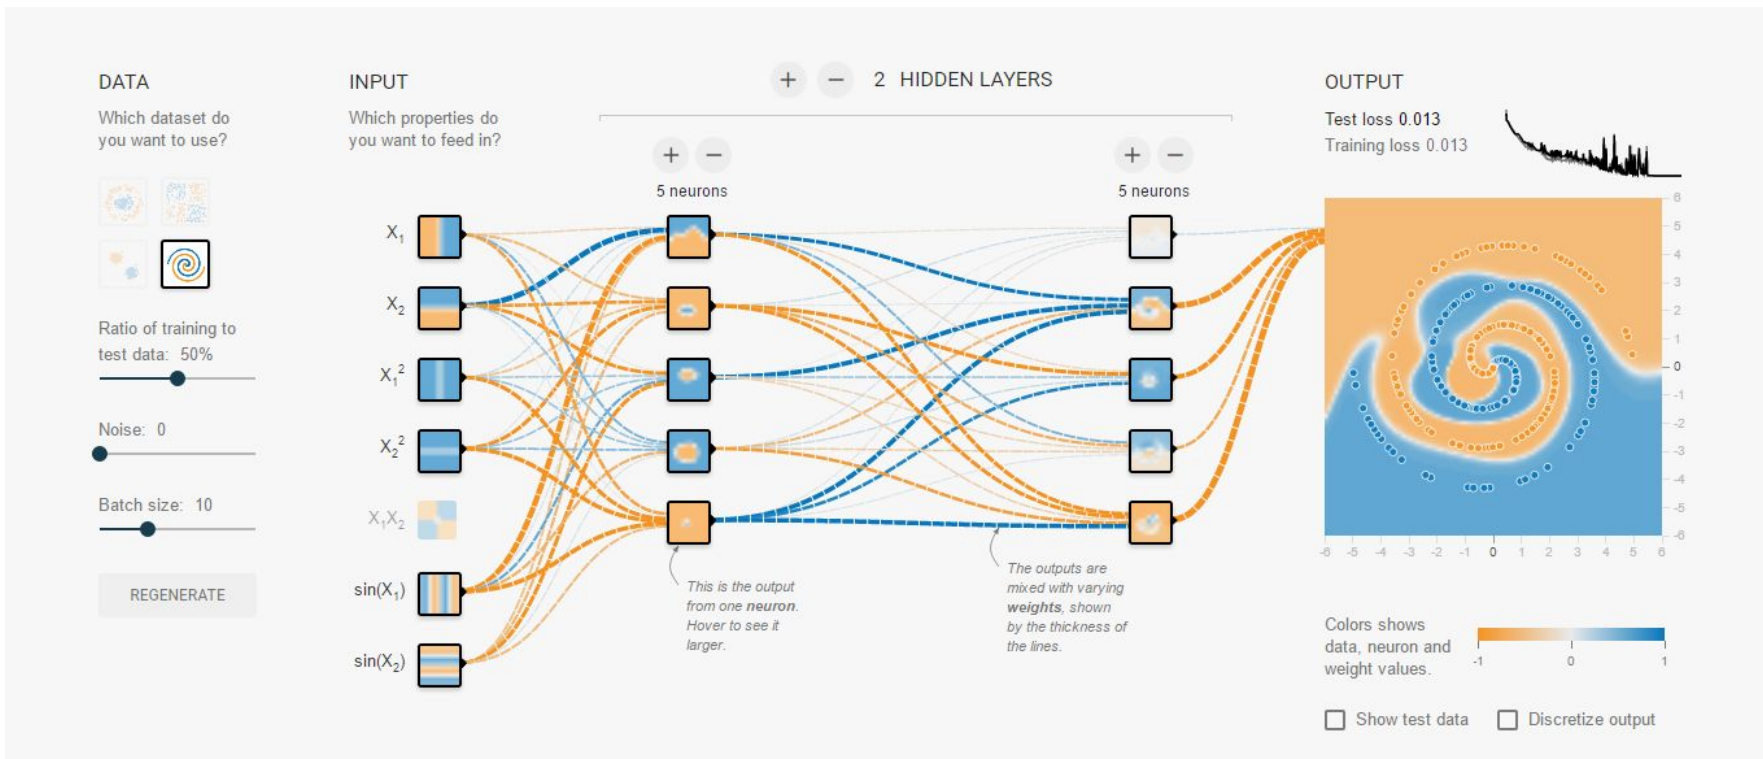 DATA
Which dataset do
you want to use?
Ratio of training to
test data: 50%
Noise: 0
Batch size: 10
REGENERATE
INPUT
Which properties do
you want to feed in?
X₁
X₂
X₁²
X₂²
X₁X₂
sin(X₁)
sin(X₂)
+ − 2 HIDDEN LAYERS
+ −
5 neurons
+ −
5 neurons
This is the output
from one neuron.
Hover to see it
larger.
The outputs are
mixed with varying
weights, shown
by the thickness of
the lines.
OUTPUT
Test loss 0.013
Training loss 0.013
6
5
4
3
2
1
0
-1
-2
-3
-4
-5
-6
-6 -5 -4 -3 -2 -1 0 1 2 3 4 5 6
Colors shows
data, neuron and
weight values.
-1 0 1
Show test data
Discretize output